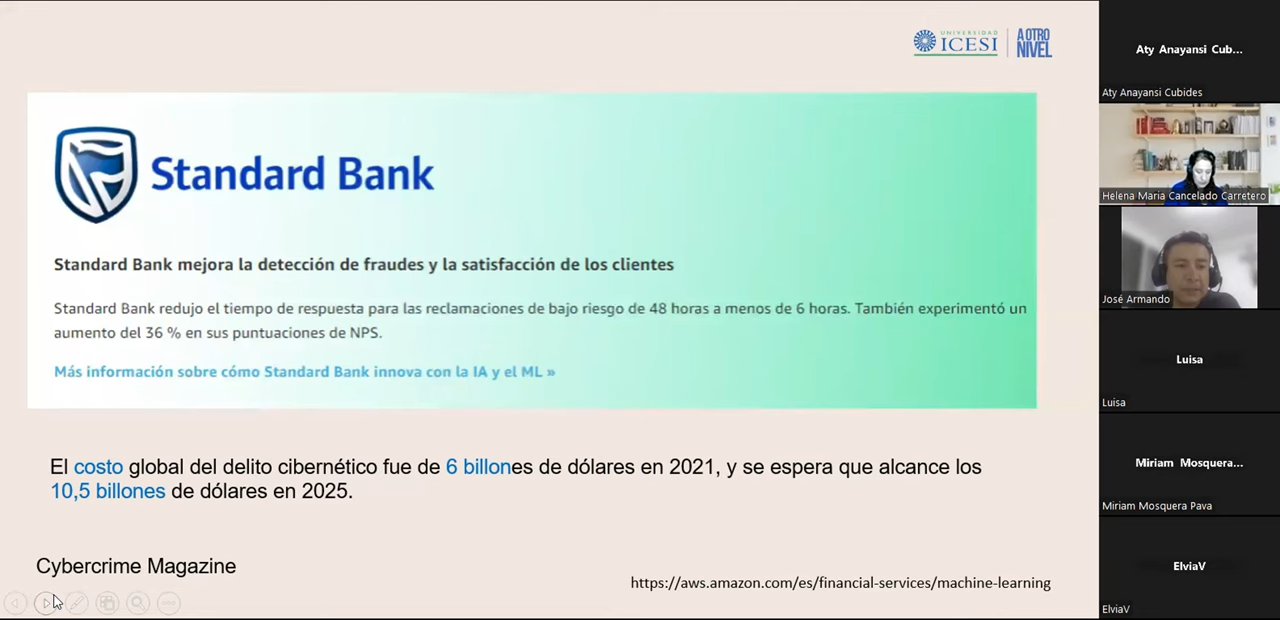 UNIVERSIDAD
ICESI
A OTRO
NIVEL
Standard Bank
Standard Bank mejora la detección de fraudes y la satisfacción de los clientes
Standard Bank redujo el tiempo de respuesta para las reclamaciones de bajo riesgo de 48 horas a menos de 6 horas. También experimentó un
aumento del 36 % en sus puntuaciones de NPS.
Más información sobre cómo Standard Bank innova con la IA y el ML »
El costo global del delito cibernético fue de 6 billones de dólares en 2021, y se espera que alcance los
10,5 billones de dólares en 2025.
Cybercrime Magazine
https://aws.amazon.com/es/financial-services/machine-learning
Aty Anayansi Cub...
Aty Anayansi Cubides
Helena Maria Cancelado Carretero
José Armando
Luisa
Luisa
Miriam Mosquera...
Miriam Mosquera Pava
ElviaV
ElviaV